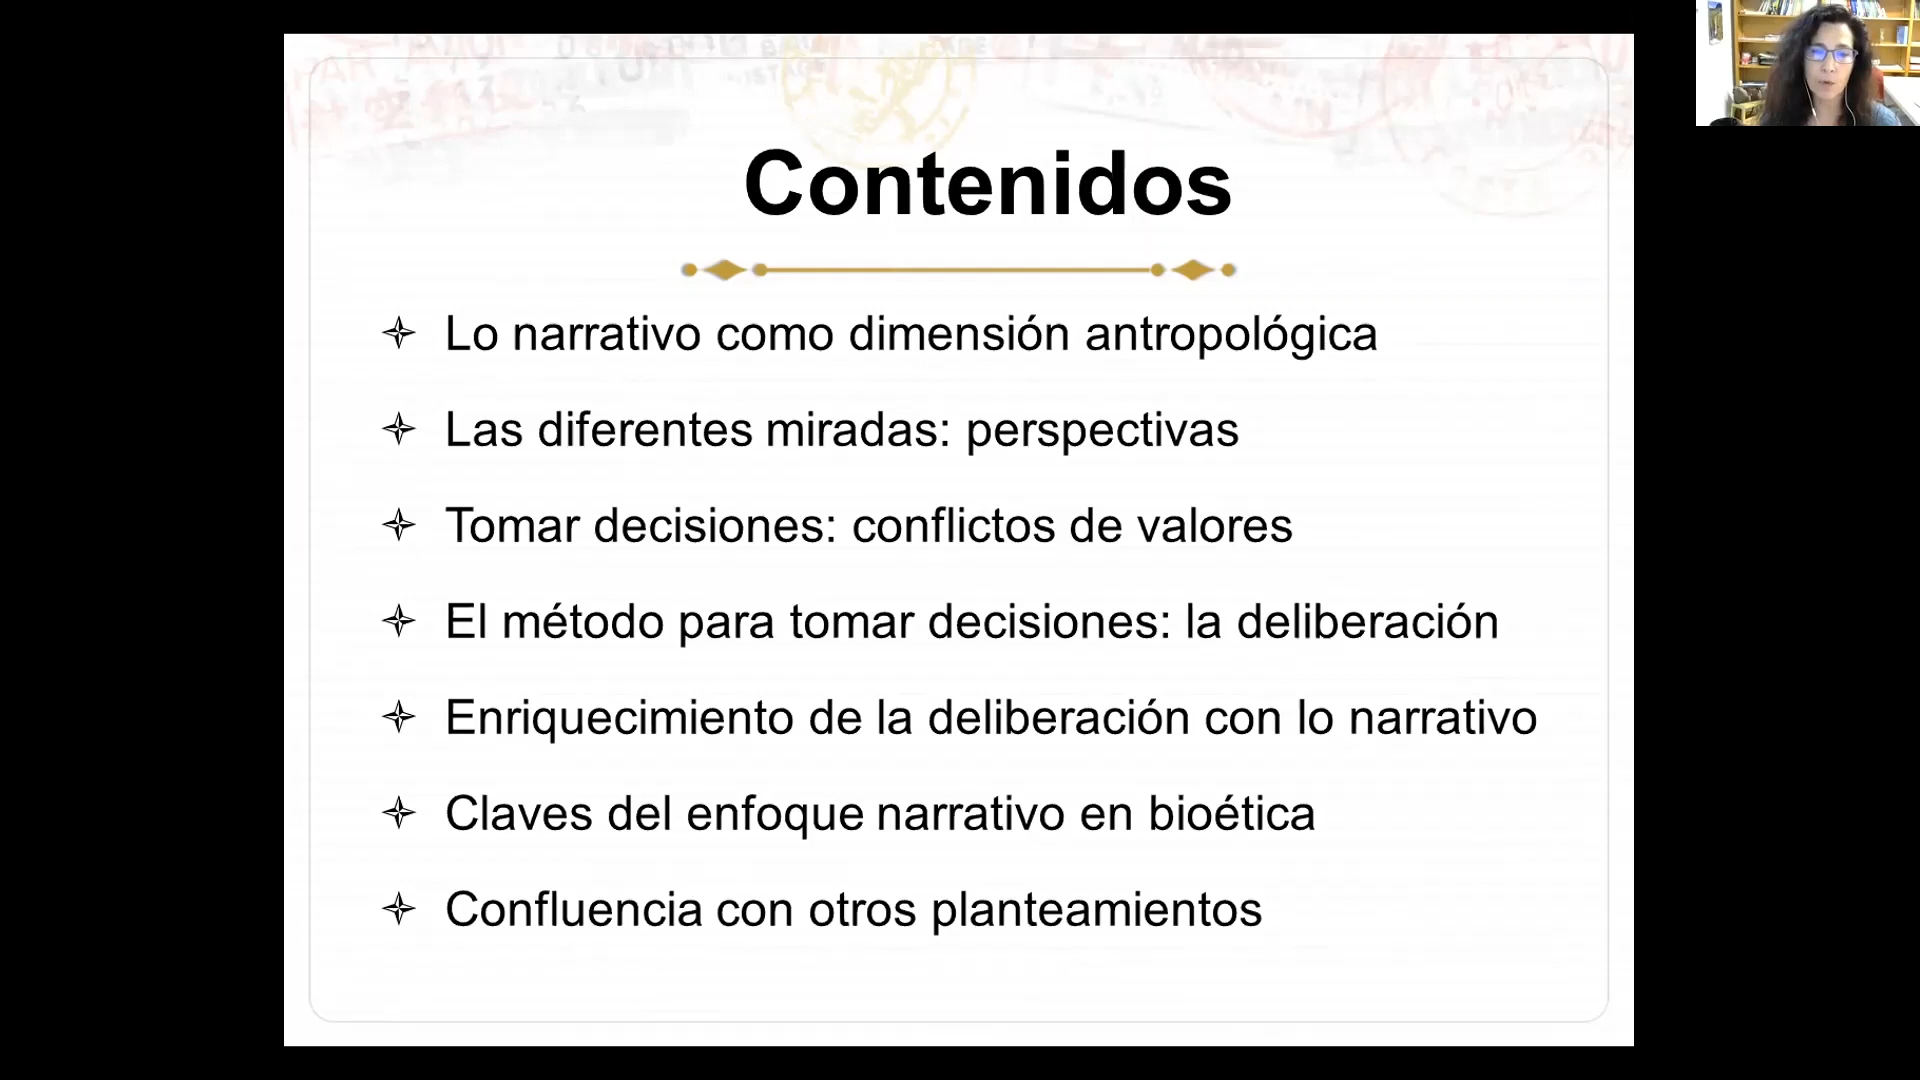 Contenidos
Lo narrativo como dimensión antropológica
Las diferentes miradas: perspectivas
Tomar decisiones: conflictos de valores
El método para tomar decisiones: la deliberación
Enriquecimiento de la deliberación con lo narrativo
Claves del enfoque narrativo en bioética
Confluencia con otros planteamientos